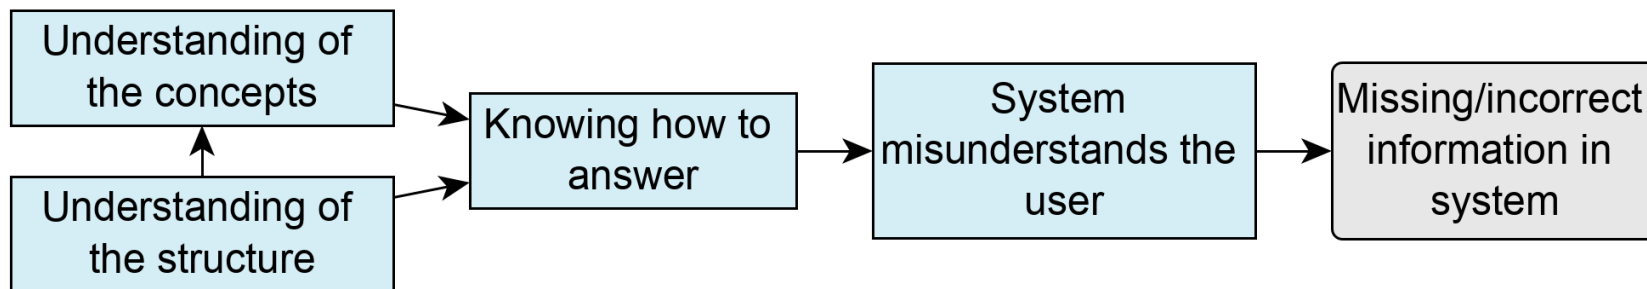 Understanding of
the concepts
Understanding of
the structure
Knowing how to
answer
System
misunderstands the
user
Missing/incorrect
information in
system